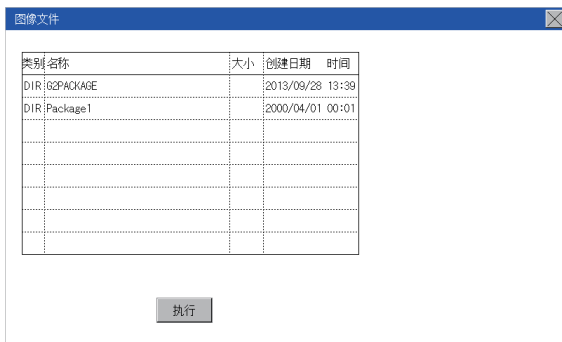 图像文件
类别 名称 大小 创建日期 时间
DIR G2PACKAGE 2013/09/28 13:39
DIR Package1 2000/04/01 00:01
执行